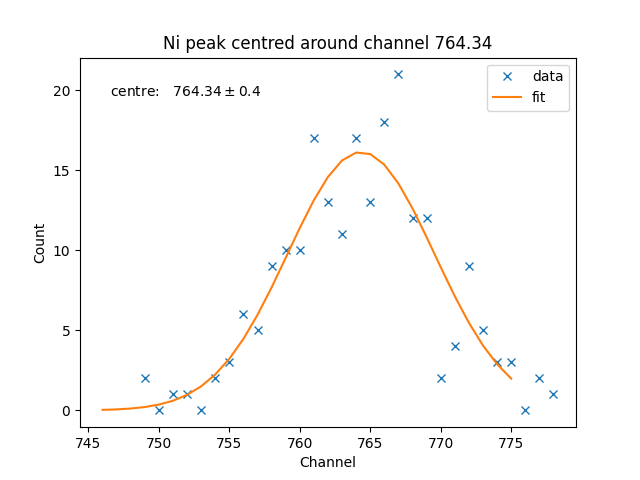 Ni peak centred around channel 764.34
centre: 764.34 ± 0.4
data
fit
20
15
10
5
0
Count
745 750 755 760 765 770 775
Channel